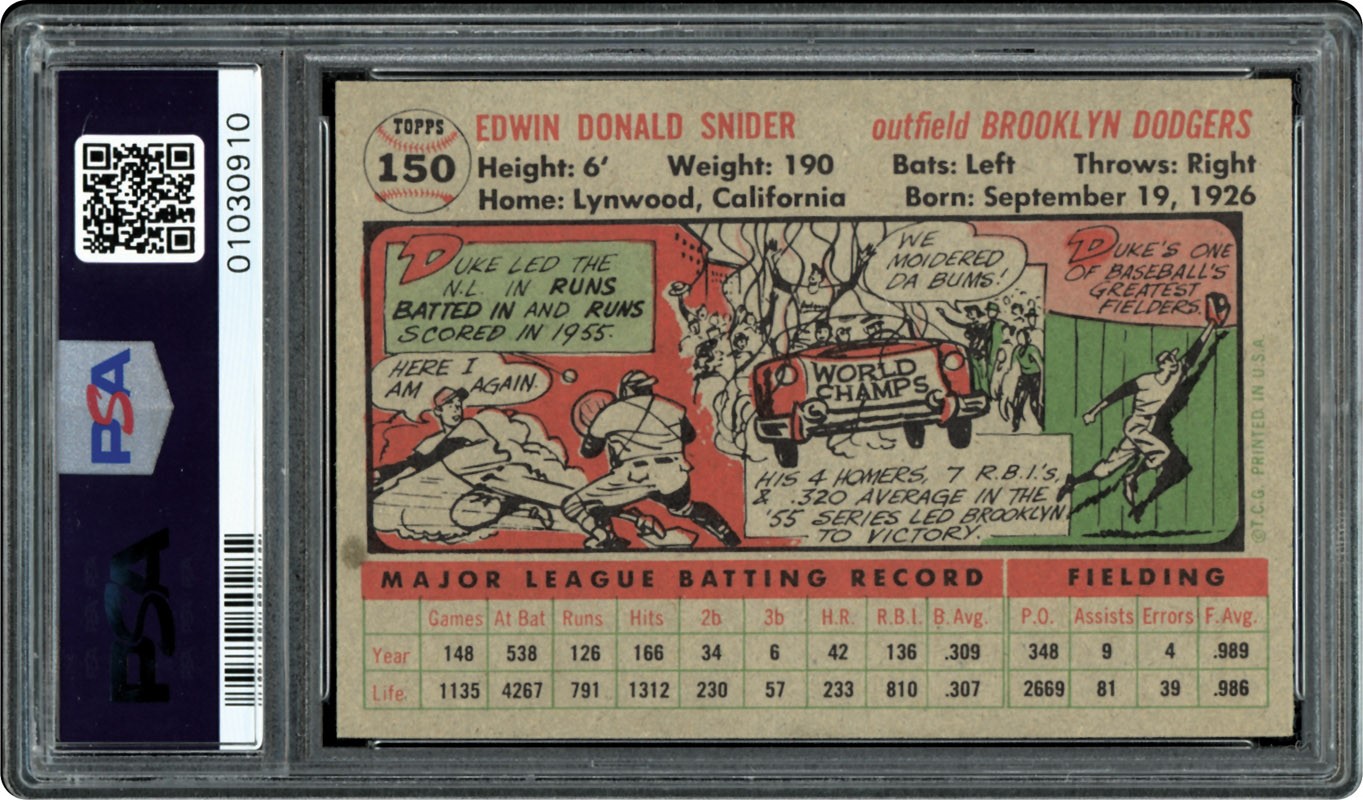 01030910
PSA
PSA
TOPPS
150
EDWIN DONALD SNIDER outfield BROOKLYN DODGERS
Height: 6' Weight: 190 Bats: Left Throws: Right
Home: Lynwood, California Born: September 19, 1926
DUKE LED THE
N.L. IN RUNS
BATTED IN AND RUNS
SCORED IN 1955.
HERE I
AM AGAIN.
WE
MOIDERED
DA BUMS!
WORLD
CHAMPS
HIS 4 HOMERS, 7 R.B.I.'s,
& .320 AVERAGE IN THE
'55 SERIES LED BROOKLYN
TO VICTORY.
DUKE'S ONE
OF BASEBALL'S
GREATEST
FIELDERS.
B
©T.C.G. PRINTED IN U.S.A.
MAJOR LEAGUE BATTING RECORD FIELDING
Games At Bat Runs Hits 2b 3b H.R. R.B.I. B. Avg. P.O. Assists Errors F. Avg.
Year 148 538 126 166 34 6 42 136 .309 348 9 4 .989
Life. 1135 4267 791 1312 230 57 233 810 .307 2669 81 39 .986